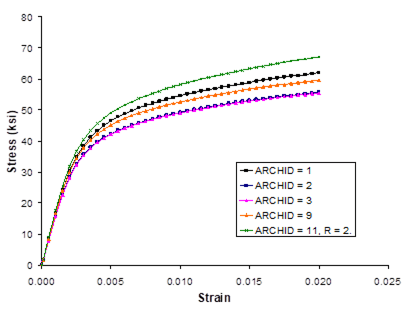 80
70
60
50
40
30
20
10
0
Stress (ksi)
ARCHID = 1
ARCHID = 2
ARCHID = 3
ARCHID = 9
ARCHID = 11, R = 2.
0.000 0.005 0.010 0.015 0.020 0.025
Strain